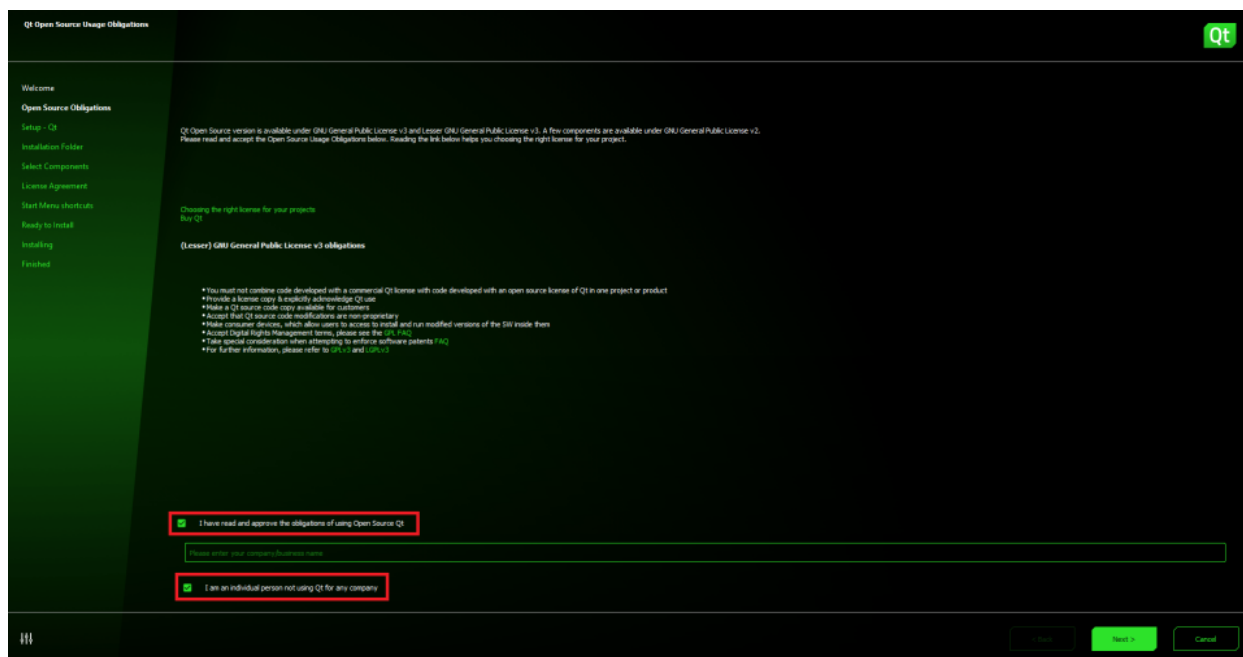 Qt Open Source Usage Obligations
Qt
Welcome
Open Source Obligations
Setup - Qt
Installation Folder
Select Components
License Agreement
Start Menu shortcuts
Ready to Install
Installing
Finished
Qt Open Source version is available under GNU General Public License v3 and Lesser GNU General Public License v3. A few components are available under GNU General Public License v2.
Please read and accept the Open Source Usage Obligations below. Reading the link below helps you choosing the right license for your project.
Choosing the right license for your projects
Buy Qt
(Lesser) GNU General Public License v3 obligations
•You must not combine code developed with a commercial Qt license with code developed with an open source license of Qt in one project or product
•Provide a license copy & explicitly acknowledge Qt use
•Make a Qt source code copy available for customers
•Accept that Qt source code modifications are non-proprietary
•Make consumer devices, which allow users to access to install and run modified versions of the SW inside them
•Accept Digital Rights Management terms, please see the GPL FAQ
•Take special consideration when attempting to enforce software patents FAQ
•For further information, please refer to GPLv3 and LGPLv3
I have read and approve the obligations of using Open Source Qt
Please enter your company/business name
I am an individual person not using Qt for any company
< Back
Next >
Cancel